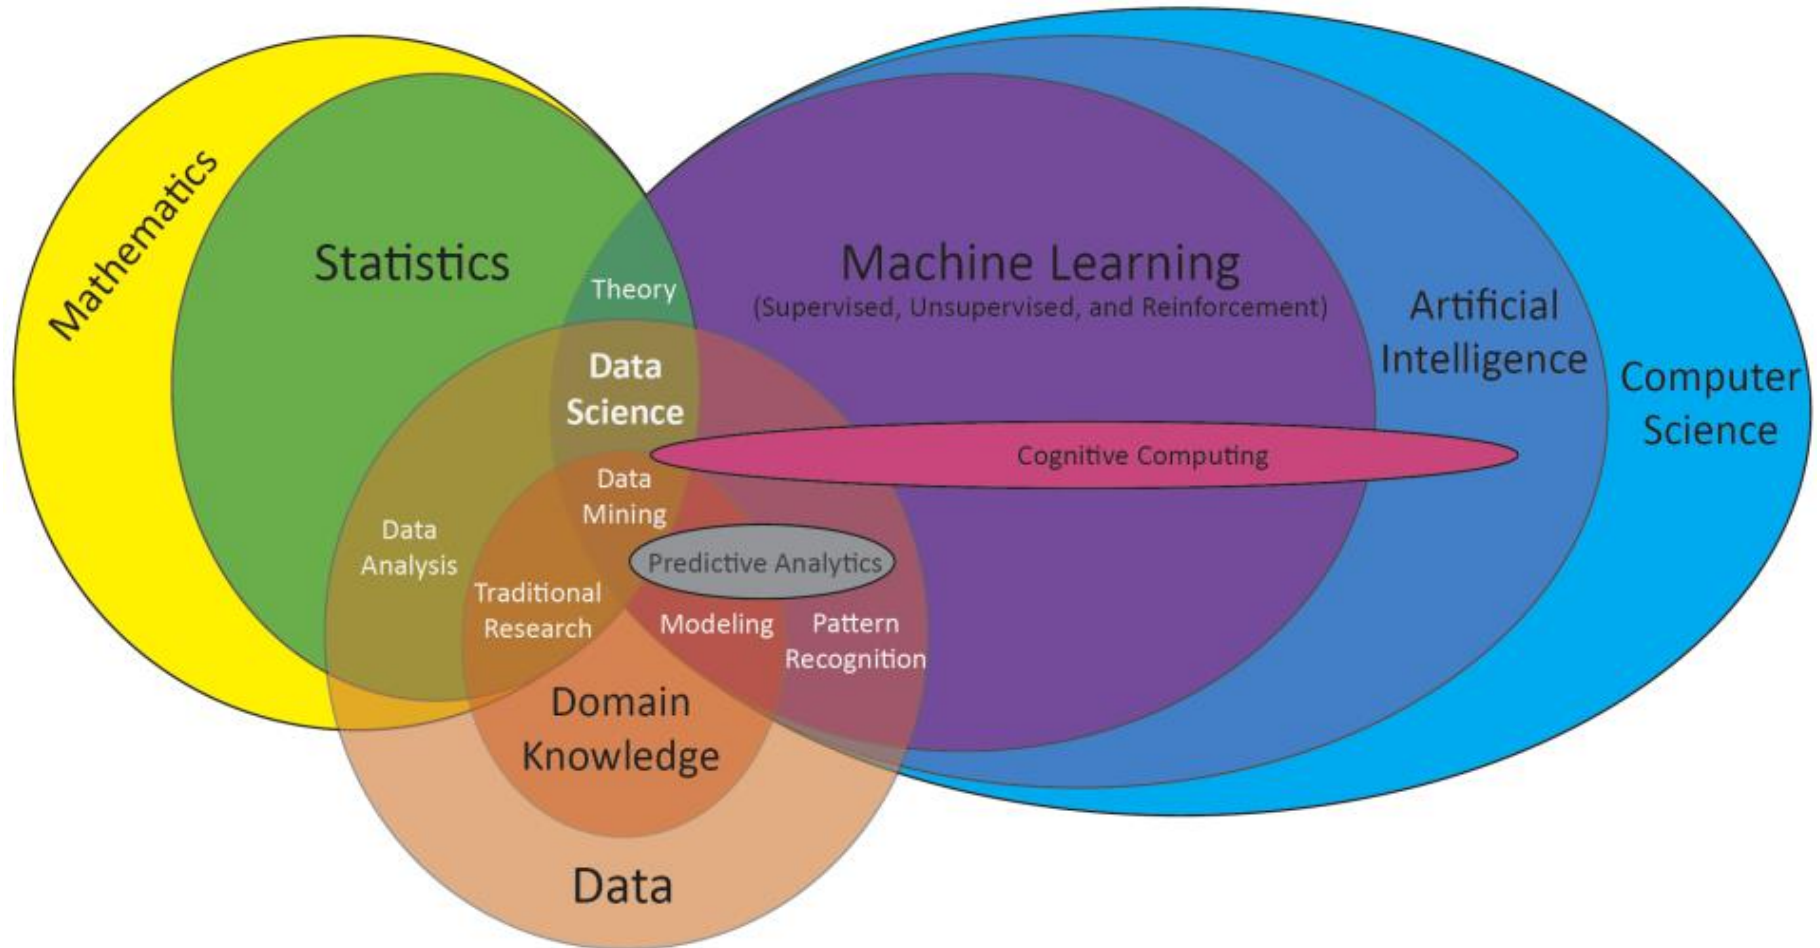 Mathematics
Statistics
Theory
Machine Learning
(Supervised, Unsupervised, and Reinforcement)
Artificial
Intelligence
Computer
Science
Data
Science
Cognitive Computing
Data
Mining
Data
Analysis
Predictive Analytics
Traditional
Research
Modeling
Pattern
Recognition
Domain
Knowledge
Data